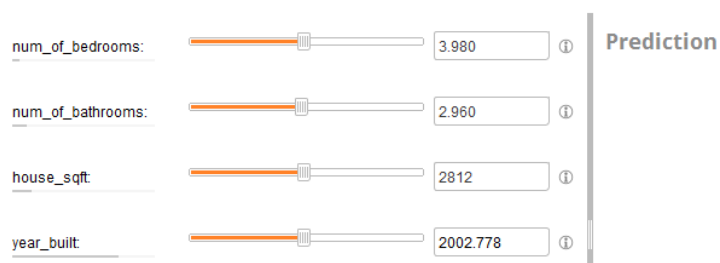 num_of_bedrooms: 3.980 Prediction
num_of_bathrooms: 2.960
house_sqft: 2812
year_built: 2002.778